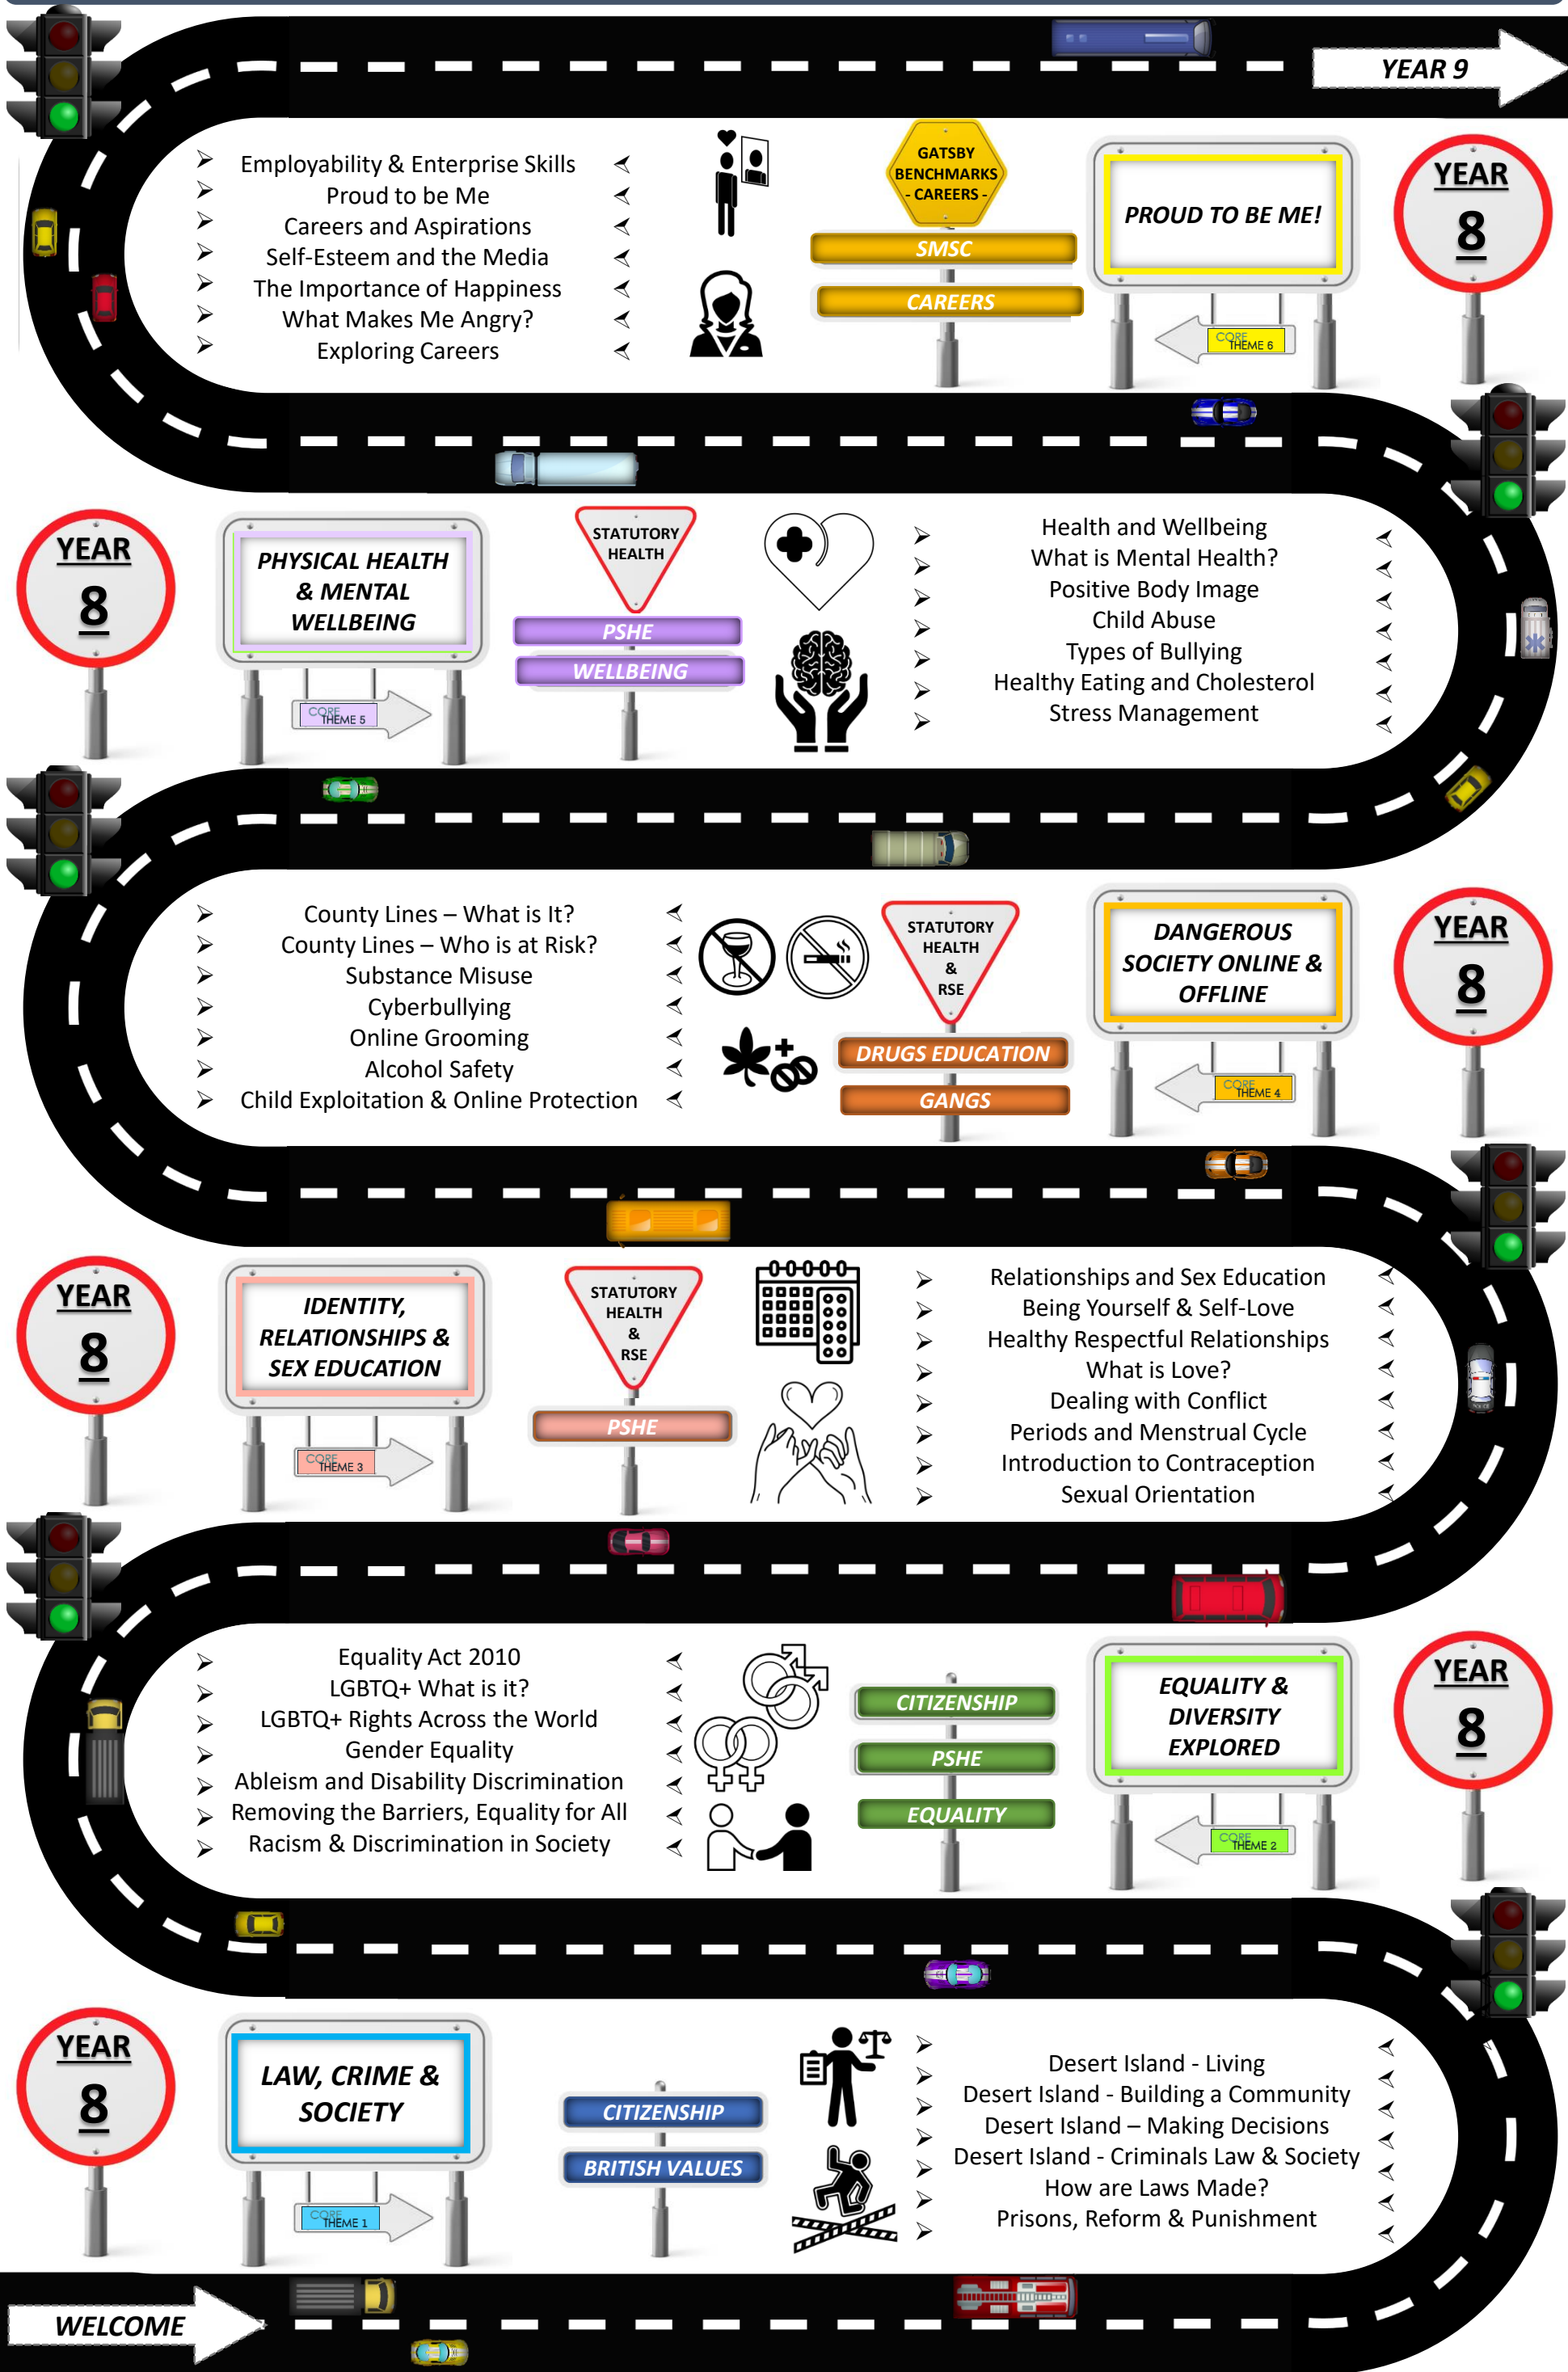 YEAR 9
Employability & Enterprise Skills
Proud to be Me
Careers and Aspirations
Self-Esteem and the Media
The Importance of Happiness
What Makes Me Angry?
Exploring Careers
GATSBY
BENCHMARKS
- CAREERS -
SMSC
CAREERS
PROUD TO BE ME!
CORE
THEME 6
YEAR
8
YEAR
8
PHYSICAL HEALTH
& MENTAL
WELLBEING
CORE
THEME 5
STATUTORY
HEALTH
PSHE
WELLBEING
Health and Wellbeing
What is Mental Health?
Positive Body Image
Child Abuse
Types of Bullying
Healthy Eating and Cholesterol
Stress Management
County Lines – What is It?
County Lines – Who is at Risk?
Substance Misuse
Cyberbullying
Online Grooming
Alcohol Safety
Child Exploitation & Online Protection
STATUTORY
HEALTH
&
RSE
DRUGS EDUCATION
GANGS
DANGEROUS
SOCIETY ONLINE &
OFFLINE
CORE
THEME 4
YEAR
8
YEAR
8
IDENTITY,
RELATIONSHIPS &
SEX EDUCATION
CORE
THEME 3
STATUTORY
HEALTH
&
RSE
PSHE
Relationships and Sex Education
Being Yourself & Self-Love
Healthy Respectful Relationships
What is Love?
Dealing with Conflict
Periods and Menstrual Cycle
Introduction to Contraception
Sexual Orientation
Equality Act 2010
LGBTQ+ What is it?
LGBTQ+ Rights Across the World
Gender Equality
Ableism and Disability Discrimination
Removing the Barriers, Equality for All
Racism & Discrimination in Society
CITIZENSHIP
PSHE
EQUALITY
EQUALITY &
DIVERSITY
EXPLORED
CORE
THEME 2
YEAR
8
YEAR
8
LAW, CRIME &
SOCIETY
CORE
THEME 1
CITIZENSHIP
BRITISH VALUES
Desert Island - Living
Desert Island - Building a Community
Desert Island – Making Decisions
Desert Island - Criminals Law & Society
How are Laws Made?
Prisons, Reform & Punishment
WELCOME